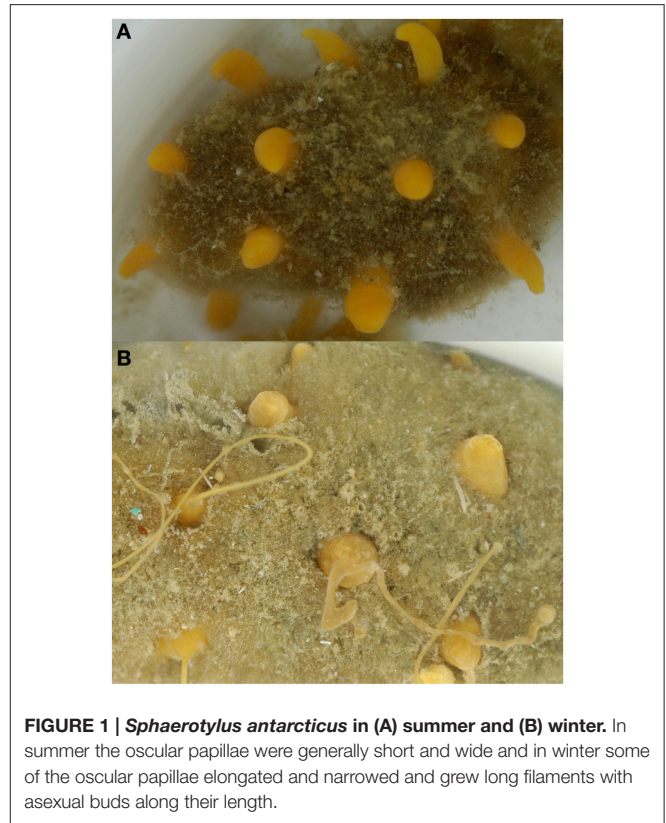 A
B
FIGURE 1 | Sphaerotylus antarcticus in (A) summer and (B) winter. In
summer the oscular papillae were generally short and wide and in winter some
of the oscular papillae elongated and narrowed and grew long filaments with
asexual buds along their length.